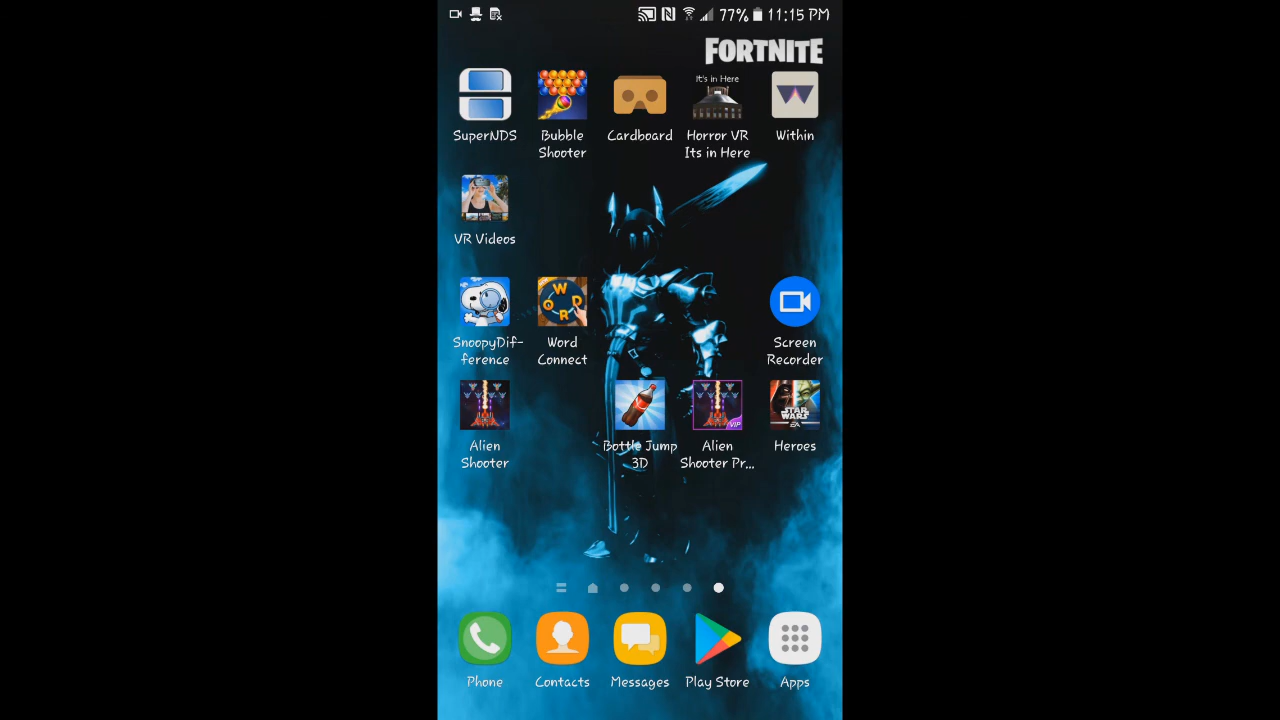 77% 11:15 PM
FORTNITE
It's in Here
SuperNDS
Bubble
Shooter
Cardboard
Horror VR
Its in Here
Within
VR Videos
W
O R D
SnoopyDif-
ference
Word
Connect
Screen
Recorder
VIP
STAR
WARS
EA
Alien
Shooter
Bottle Jump
3D
Alien
Shooter Pr...
Heroes
Phone
Contacts
Messages
Play Store
Apps